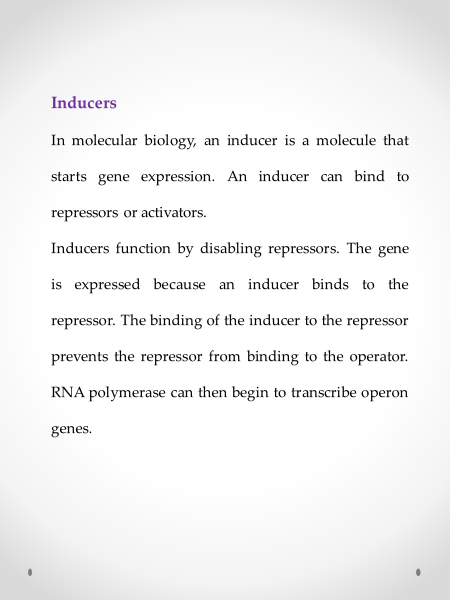 Inducers
In molecular biology, an inducer is a molecule that
starts gene expression. An inducer can bind to
repressors or activators.
Inducers function by disabling repressors. The gene
is expressed because an inducer binds to the
repressor. The binding of the inducer to the repressor
prevents the repressor from binding to the operator.
RNA polymerase can then begin to transcribe operon
genes.